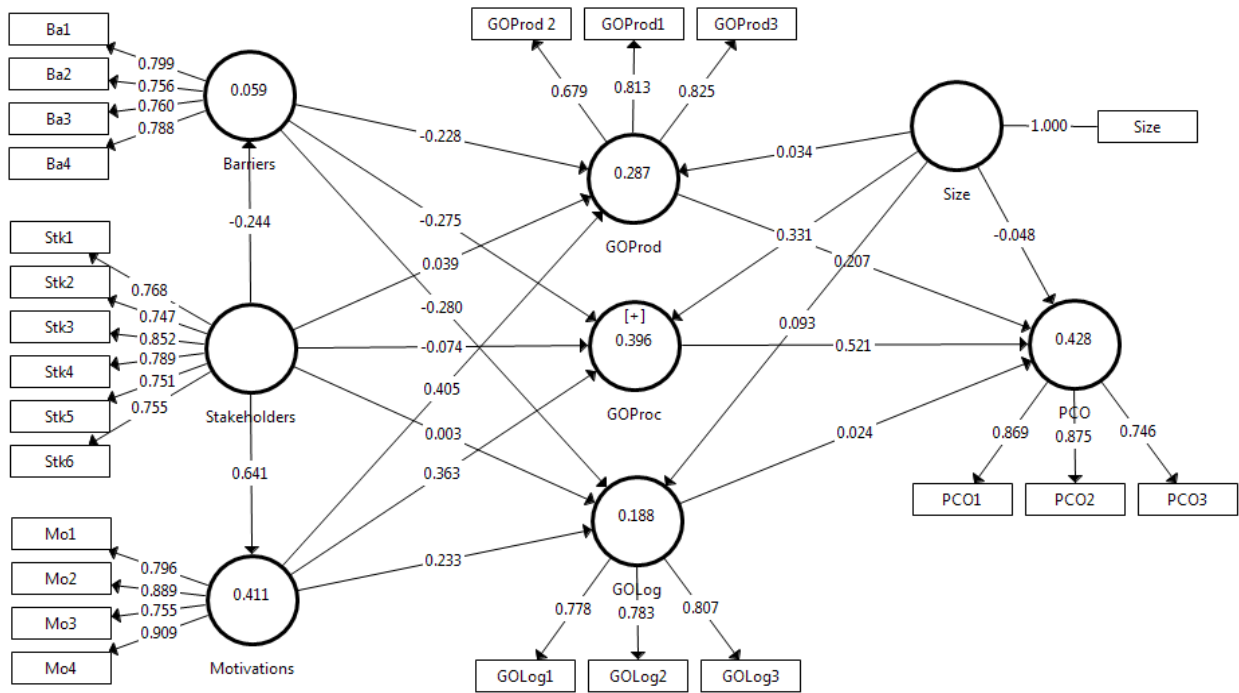 GOProd 2 GOProd1 GOProd3
Ba1
0.799
Ba2
0.756
Ba3
0.760
Ba4
0.788
0.059
Barriers
0.679 0.813 0.825
-0.228
0.287
GOProd
0.034
1.000
Size
Size
-0.244
-0.275
0.331
-0.048
0.207
Stk1
0.768
Stk2
0.747
Stk3
0.852
Stk4
0.789
Stk5
0.751
Stk6
0.755
Stakeholders
0.039
-0.280
-0.074
[+]
0.396
GOProc
0.093
0.521
0.428
PCO
0.405
0.003
0.363
0.024
0.869 0.875 0.746
PCO1 PCO2 PCO3
0.641
Mo1
0.796
Mo2
0.889
Mo3
0.755
Mo4
0.909
0.411
Motivations
0.233
0.188
GOLog
0.778 0.783 0.807
GOLog1 GOLog2 GOLog3